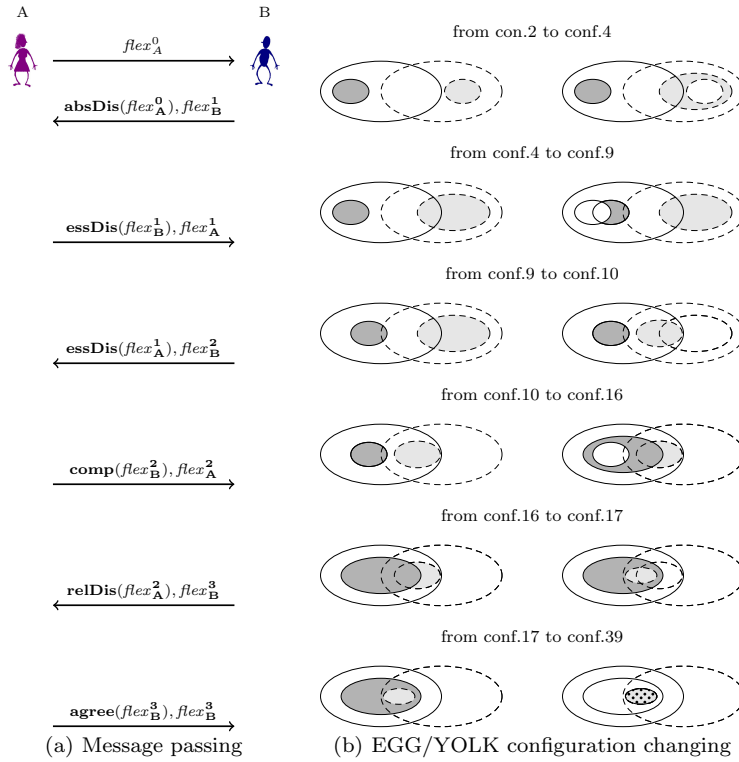 A B
flex_A^0
from con.2 to conf.4
absDis(flex_A^0), flex_B^1
from conf.4 to conf.9
essDis(flex_B^1), flex_A^1
from conf.9 to conf.10
essDis(flex_A^1), flex_B^2
from conf.10 to conf.16
comp(flex_B^2), flex_A^2
from conf.16 to conf.17
relDis(flex_A^2), flex_B^3
from conf.17 to conf.39
agree(flex_B^3), flex_B^3
(a) Message passing
(b) EGG/YOLK configuration changing